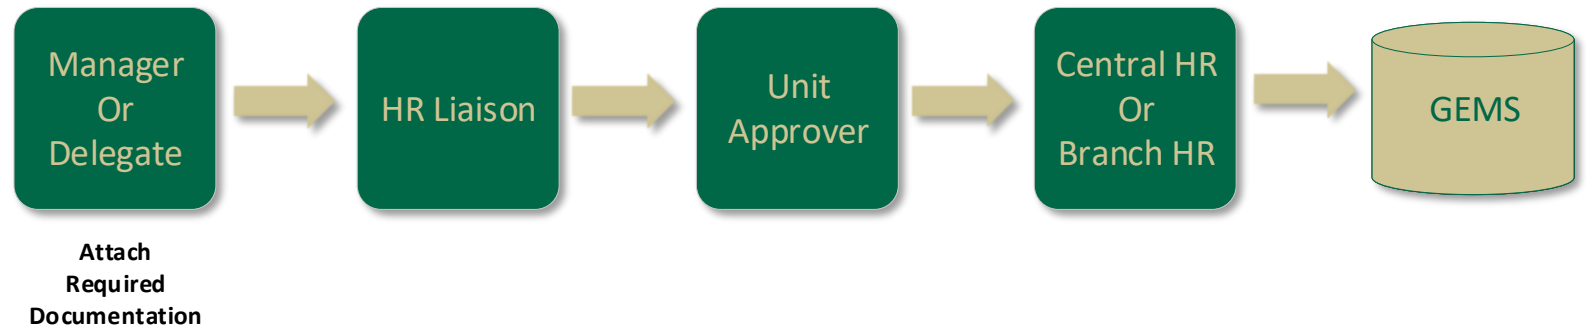 Manager
Or
Delegate
HR Liaison
Unit
Approver
Central HR
Or
Branch HR
GEMS
Attach
Required
Documentation